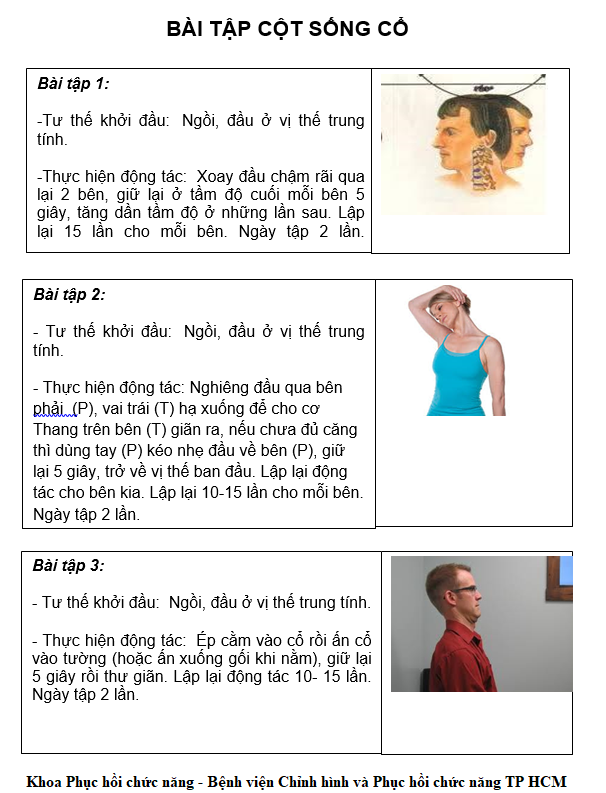 BÀI TẬP CỘT SỐNG CỔ
Bài tập 1:
-Tư thế khởi đầu: Ngồi, đầu ở vị thế trung
tính.
-Thực hiện động tác: Xoay đầu chậm rãi qua
lại 2 bên, giữ lại ở tầm độ cuối mỗi bên 5
giây, tăng dần tầm độ ở những lần sau. Lập
lại 15 lần cho mỗi bên. Ngày tập 2 lần.
Bài tập 2:
- Tư thế khởi đầu: Ngồi, đầu ở vị thế trung
tính.
- Thực hiện động tác: Nghiêng đầu qua bên
phải (P), vai trái (T) hạ xuống để cho cơ
Thang trên bên (T) giãn ra, nếu chưa đủ căng
thì dùng tay (P) kéo nhẹ đầu về bên (P), giữ
lại 5 giây, trở về vị thế ban đầu. Lập lại động
tác cho bên kia. Lập lại 10-15 lần cho mỗi bên.
Ngày tập 2 lần.
Bài tập 3:
- Tư thế khởi đầu: Ngồi, đầu ở vị thế trung tính.
- Thực hiện động tác: Ép cằm vào cổ rồi ấn cổ
vào tường (hoặc ấn xuống gối khi nằm), giữ lại
5 giây rồi thư giãn. Lập lại động tác 10- 15 lần.
Ngày tập 2 lần.
Khoa Phục hồi chức năng - Bệnh viện Chỉnh hình và Phục hồi chức năng TP HCM